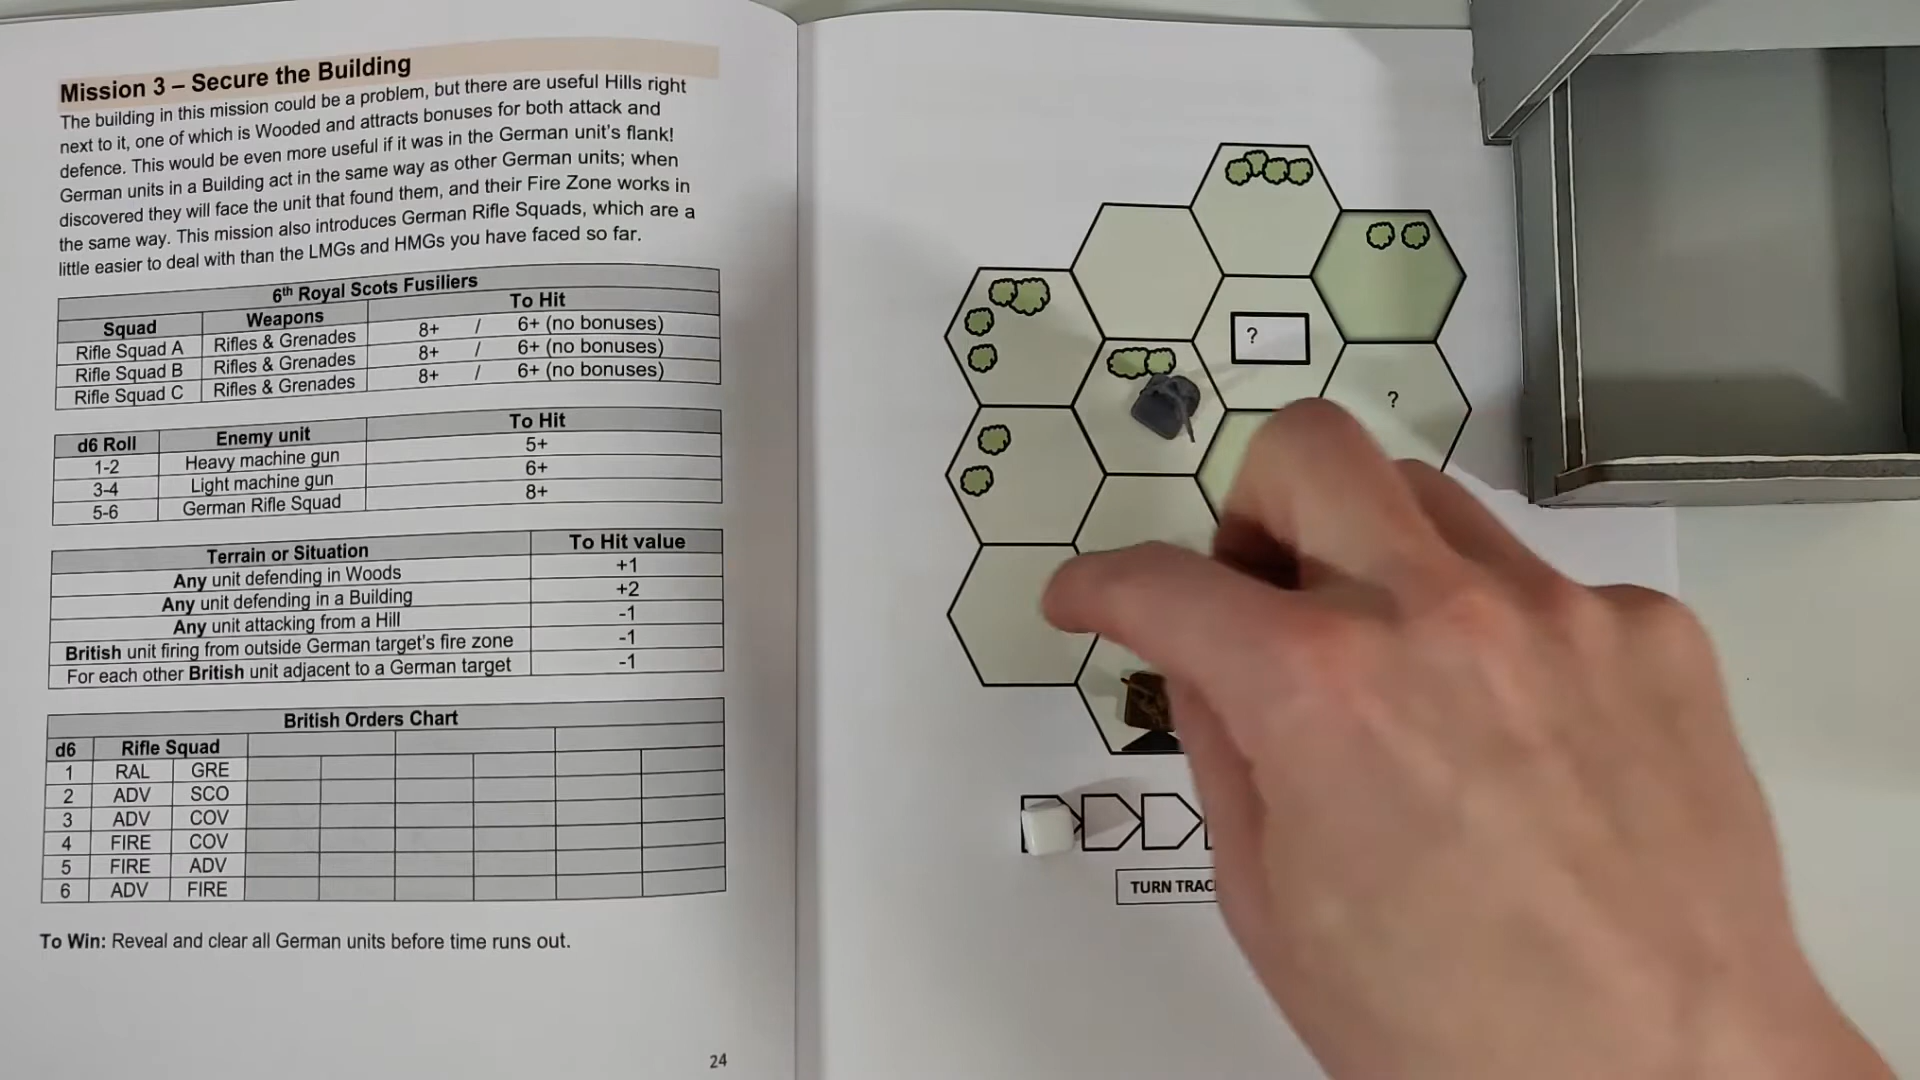 Mission 3 – Secure the Building
The building in this mission could be a problem, but there are useful Hills right
next to it, one of which is Wooded and attracts bonuses for both attack and
defence. This would be even more useful if it was in the German unit's flank!
German units in a Building act in the same way as other German units; when
discovered they will face the unit that found them, and their Fire Zone works in
the same way. This mission also introduces German Rifle Squads, which are a
little easier to deal with than the LMGs and HMGs you have faced so far.
6th Royal Scots Fusiliers
Squad Weapons To Hit
Rifle Squad A Rifles & Grenades 8+ / 6+ (no bonuses)
Rifle Squad B Rifles & Grenades 8+ / 6+ (no bonuses)
Rifle Squad C Rifles & Grenades 8+ / 6+ (no bonuses)
d6 Roll Enemy unit To Hit
1-2 Heavy machine gun 5+
3-4 Light machine gun 6+
5-6 German Rifle Squad 8+
Terrain or Situation To Hit value
Any unit defending in Woods +1
Any unit defending in a Building +2
Any unit attacking from a Hill -1
British unit firing from outside German target's fire zone -1
For each other British unit adjacent to a German target -1
British Orders Chart
d6 Rifle Squad
1 RAL GRE
2 ADV SCO
3 ADV COV
4 FIRE COV
5 FIRE ADV
6 ADV FIRE
To Win: Reveal and clear all German units before time runs out.
24
?
?
TURN